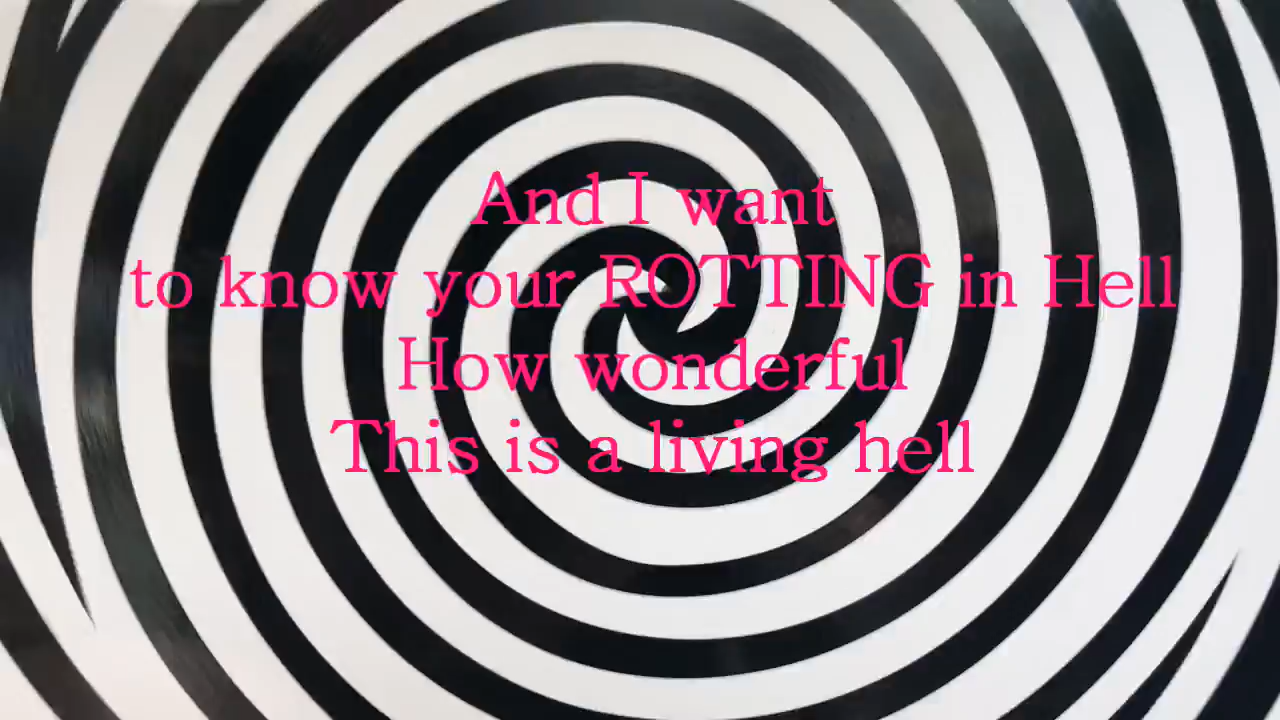 And I want
to know your ROTTING in Hell
How wonderful
This is a living hell